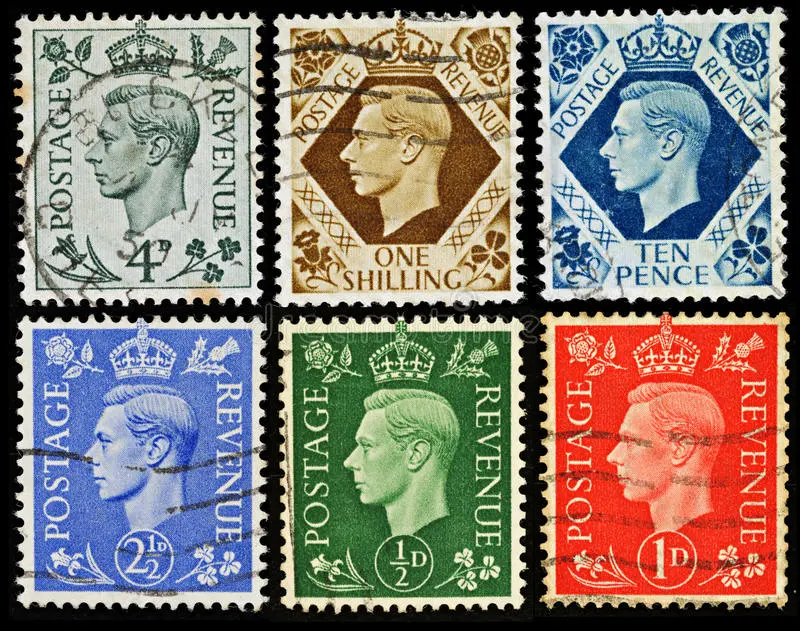 POSTAGE
REVENUE
4D
POSTAGE
REVENUE
ONE
SHILLING
POSTAGE
REVENUE
TEN
PENCE
POSTAGE
REVENUE
2½D
POSTAGE
REVENUE
½D
POSTAGE
REVENUE
1D
dreamstime